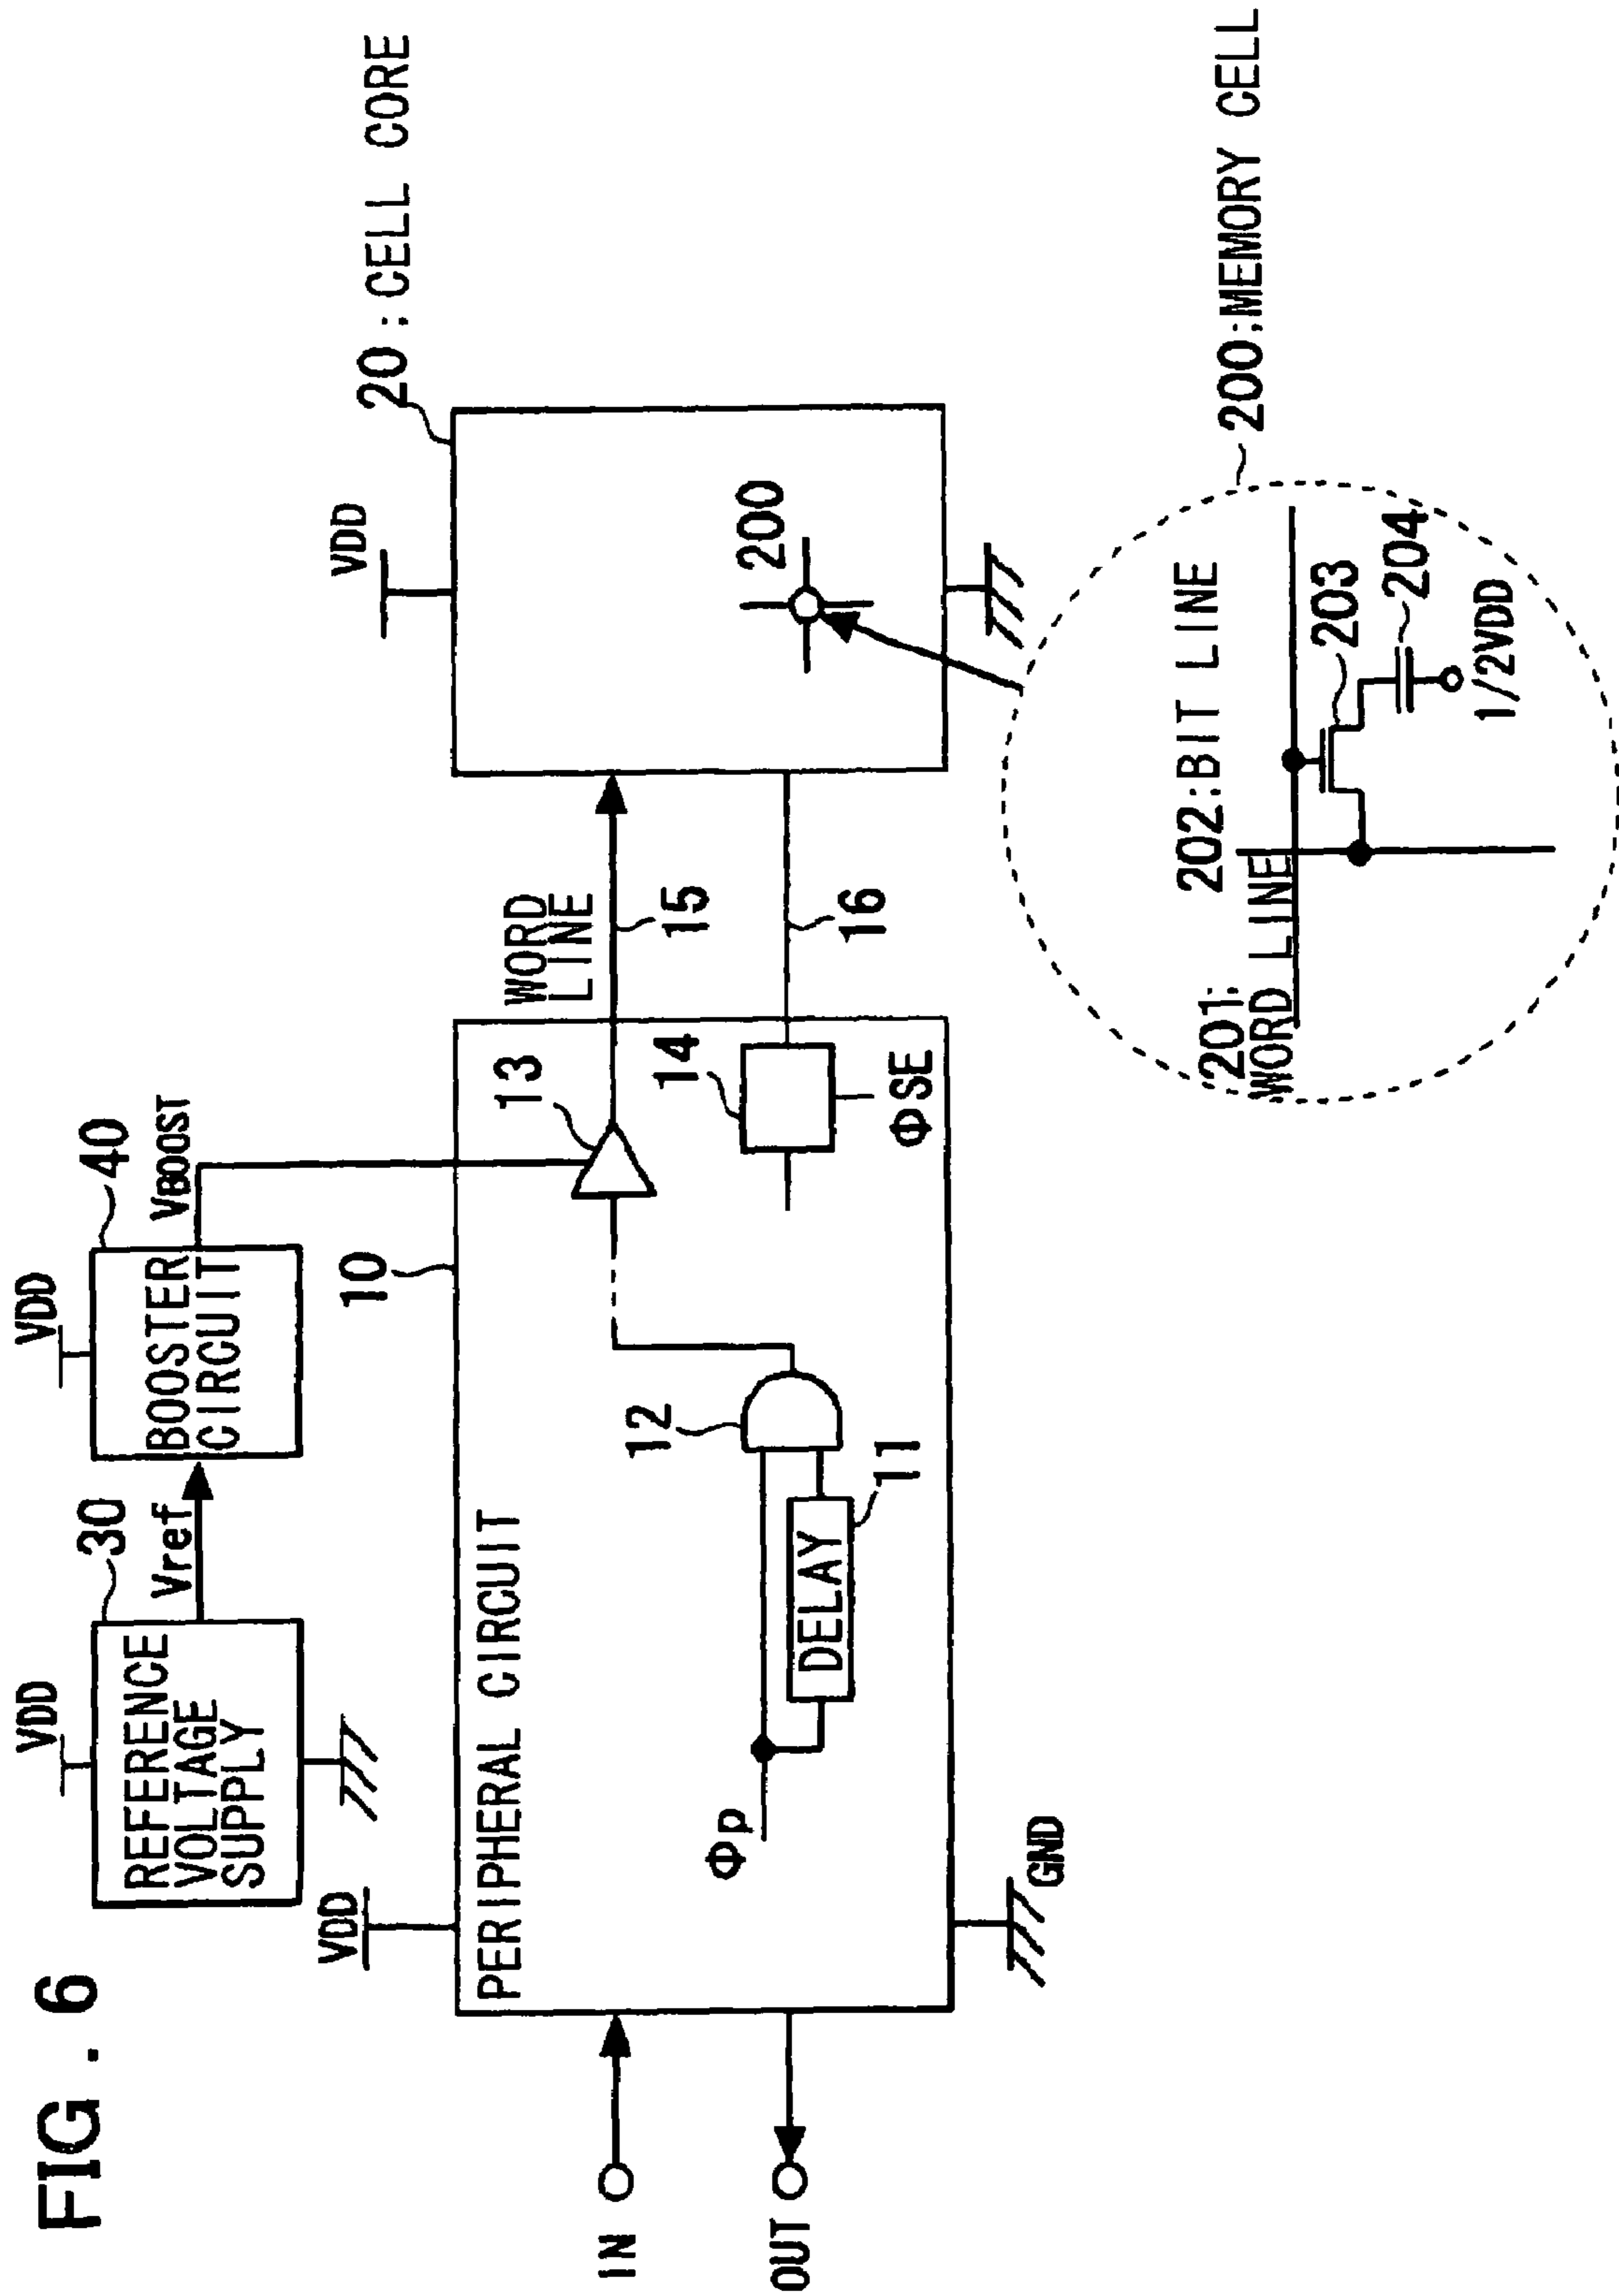 FIG. 6
VDD
REFERENCE
VOLTAGE
SUPPLY
30
Vref
VDD
BOOSTER
CIRCUIT
40
VBOOST
VDD
PERIPHERAL CIRCUIT
10
IN
OUT
Φp
DELAY
11
12
13
14
ΦSE
GND
WORD
LINE
15
16
VDD
20:CELL CORE
200
201:
WORD LINE
202:BIT LINE
203
204
1/2VDD
200:MEMORY CELL